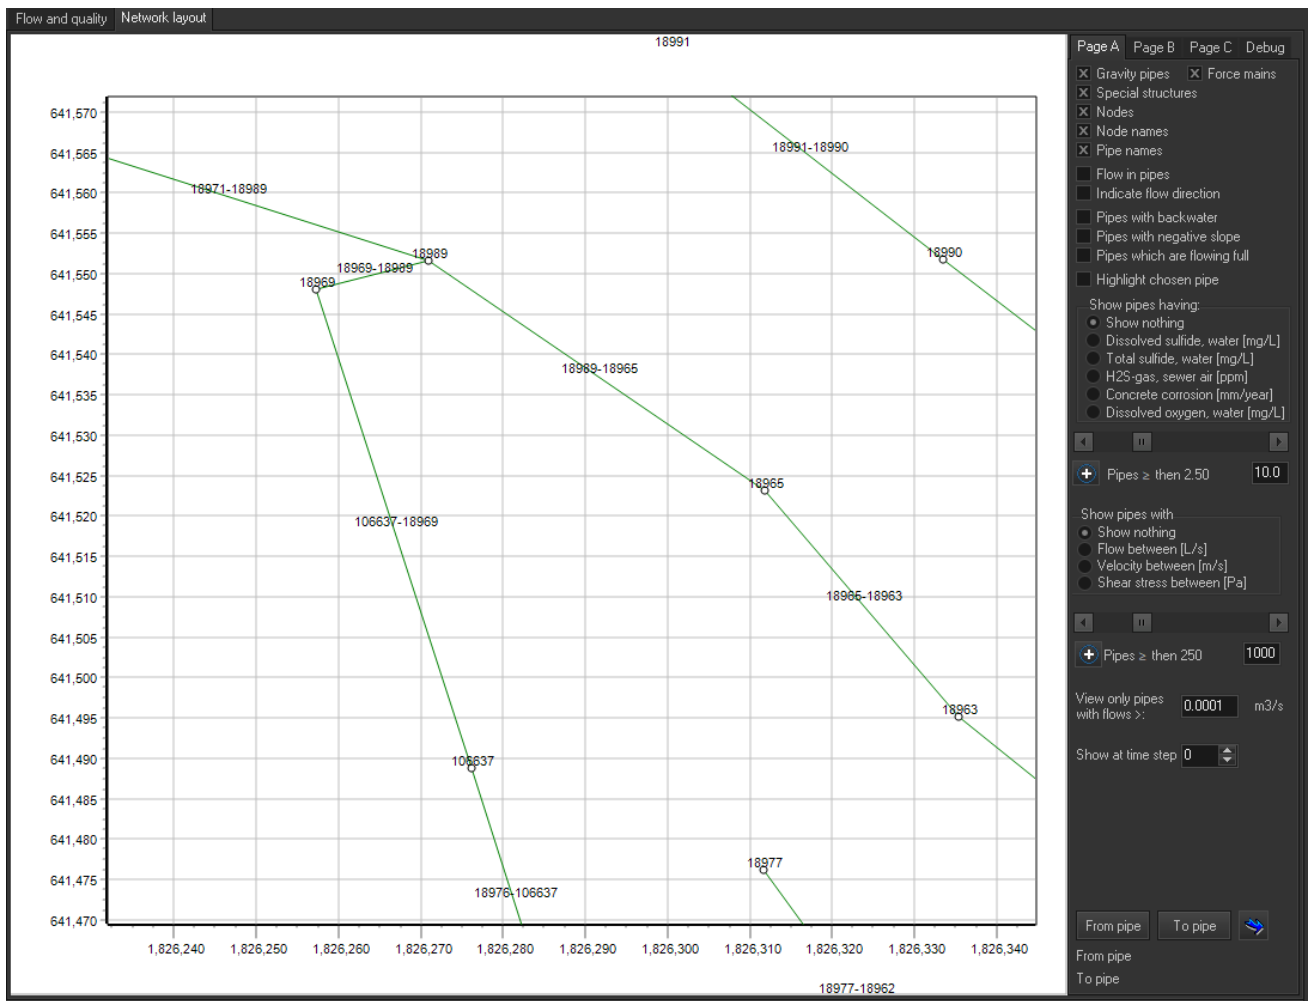 Flow and quality Network layout
18991
641,570
641,565
641,560
641,555
641,550
641,545
641,540
641,535
641,530
641,525
641,520
641,515
641,510
641,505
641,500
641,495
641,490
641,485
641,480
641,475
641,470
18991-18990
18971-18989
18989
18990
18969-18989
18969
18989-18965
18965
106637-18969
18965-18963
18963
106637
18977
18976-106637
1,826,240 1,826,250 1,826,260 1,826,270 1,826,280 1,826,290 1,826,300 1,826,310 1,826,320 1,826,330 1,826,340
18977-18962
Page A Page B Page C Debug
Gravity pipes Force mains
Special structures
Nodes
Node names
Pipe names
Flow in pipes
Indicate flow direction
Pipes with backwater
Pipes with negative slope
Pipes which are flowing full
Highlight chosen pipe
Show pipes having:
Show nothing
Dissolved sulfide, water [mg/L]
Total sulfide, water [mg/L]
H2S-gas, sewer air [ppm]
Concrete corrosion [mm/year]
Dissolved oxygen, water [mg/L]
Pipes ≥ then 2.50 10.0
Show pipes with
Show nothing
Flow between [L/s]
Velocity between [m/s]
Shear stress between [Pa]
Pipes ≥ then 250 1000
View only pipes
with flows >: 0.0001 m3/s
Show at time step 0
From pipe To pipe
From pipe
To pipe